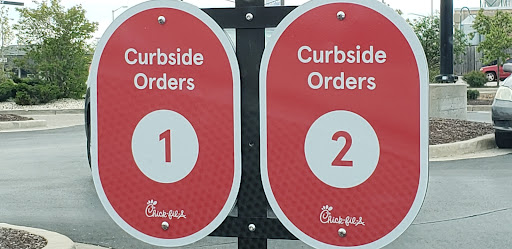 Curbside
Orders
1
Chick-fil-A
Curbside
Orders
2
Chick-fil-A